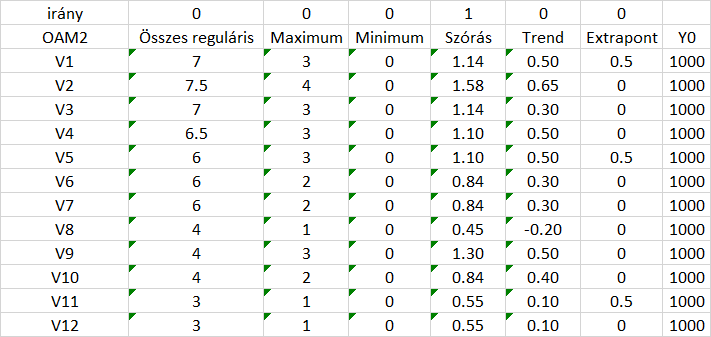 irány 0 0 0 1 0 0
OAM2 Összes reguláris Maximum Minimum Szórás Trend Extrapont Y0
V1 7 3 0 1.14 0.50 0.5 1000
V2 7.5 4 0 1.58 0.65 0 1000
V3 7 3 0 1.14 0.30 0 1000
V4 6.5 3 0 1.10 0.50 0 1000
V5 6 3 0 1.10 0.50 0.5 1000
V6 6 2 0 0.84 0.30 0 1000
V7 6 2 0 0.84 0.30 0 1000
V8 4 1 0 0.45 -0.20 0 1000
V9 4 3 0 1.30 0.50 0 1000
V10 4 2 0 0.84 0.40 0 1000
V11 3 1 0 0.55 0.10 0.5 1000
V12 3 1 0 0.55 0.10 0 1000